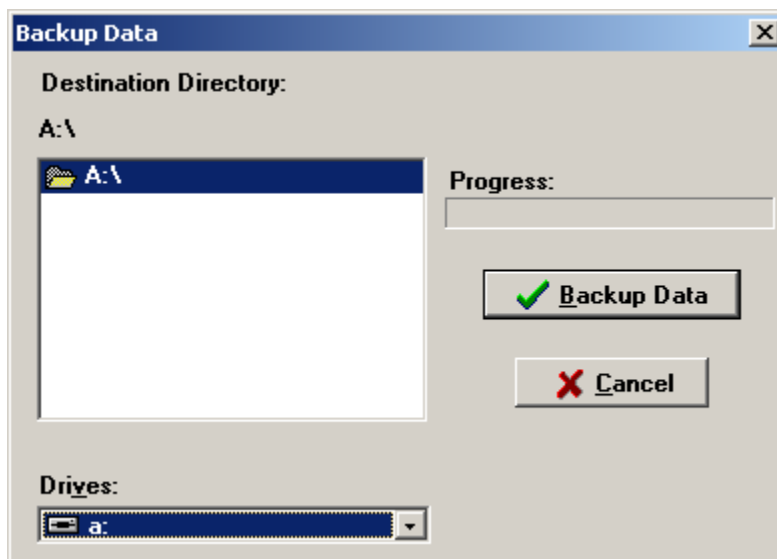 Backup Data
Destination Directory:
A:\
A:\
Progress:
Backup Data
Cancel
Drives:
a: